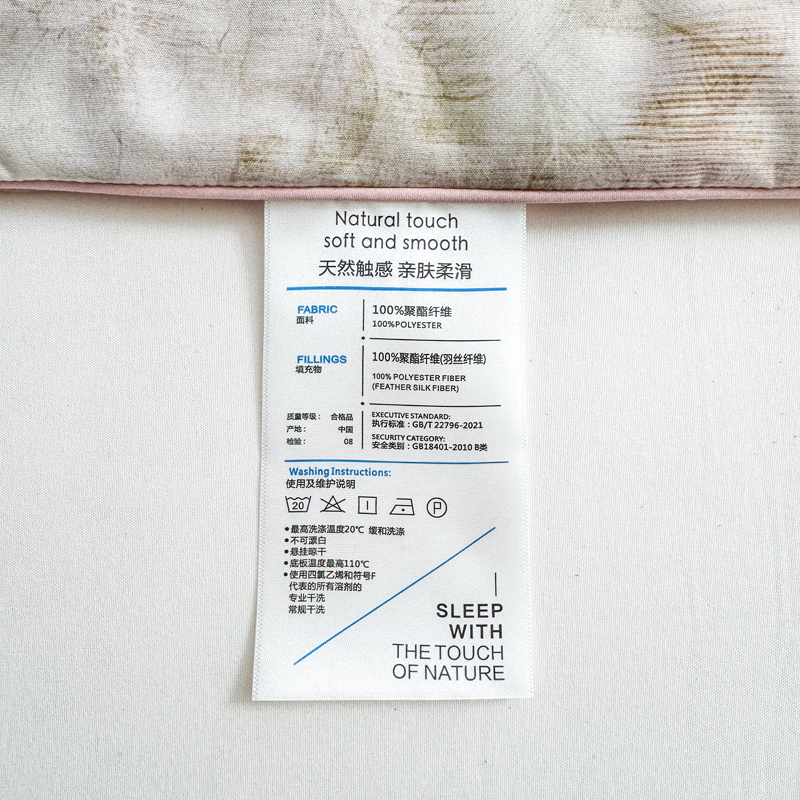 Natural touch
soft and smooth
天然触感 亲肤柔滑
FABRIC
面料
100%聚酯纤维
100%POLYESTER
FILLINGS
填充物
100%聚酯纤维(羽丝纤维)
100% POLYESTER FIBER
(FEATHER SILK FIBER)
质量等级： 合格品
产地： 中国
检验： 08
EXECUTIVE STANDARD:
执行标准：GB/T 22796-2021
SECURITY CATEGORY:
安全类别：GB18401-2010 B类
Washing Instructions:
使用及维护说明
20 P
•最高洗涤温度20℃ 缓和洗涤
•不可漂白
•悬挂晾干
•底板温度最高110℃
•使用四氯乙烯和符号F
代表的所有溶剂的
专业干洗
常规干洗
SLEEP
WITH
THE TOUCH
OF NATURE